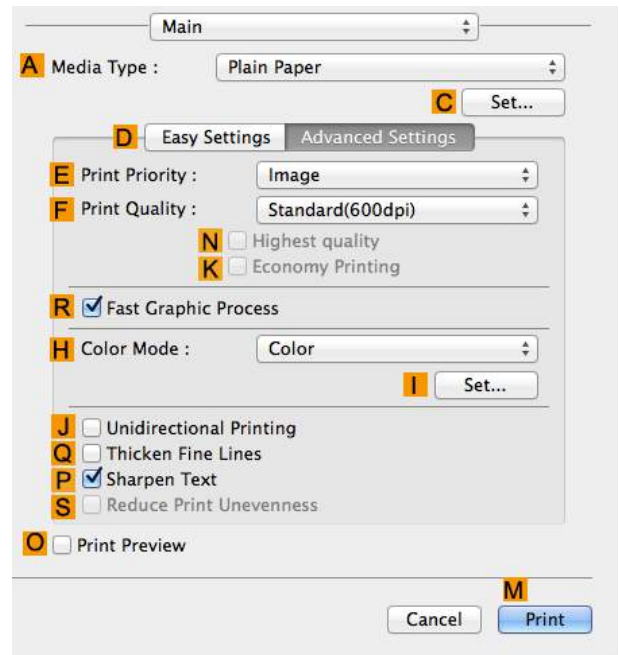 Main
A Media Type : Plain Paper
C Set...
D Easy Settings Advanced Settings
E Print Priority : Image
F Print Quality : Standard(600dpi)
N Highest quality
K Economy Printing
R Fast Graphic Process
H Color Mode : Color
I Set...
J Unidirectional Printing
Q Thicken Fine Lines
P Sharpen Text
S Reduce Print Unevenness
O Print Preview
M
Cancel Print